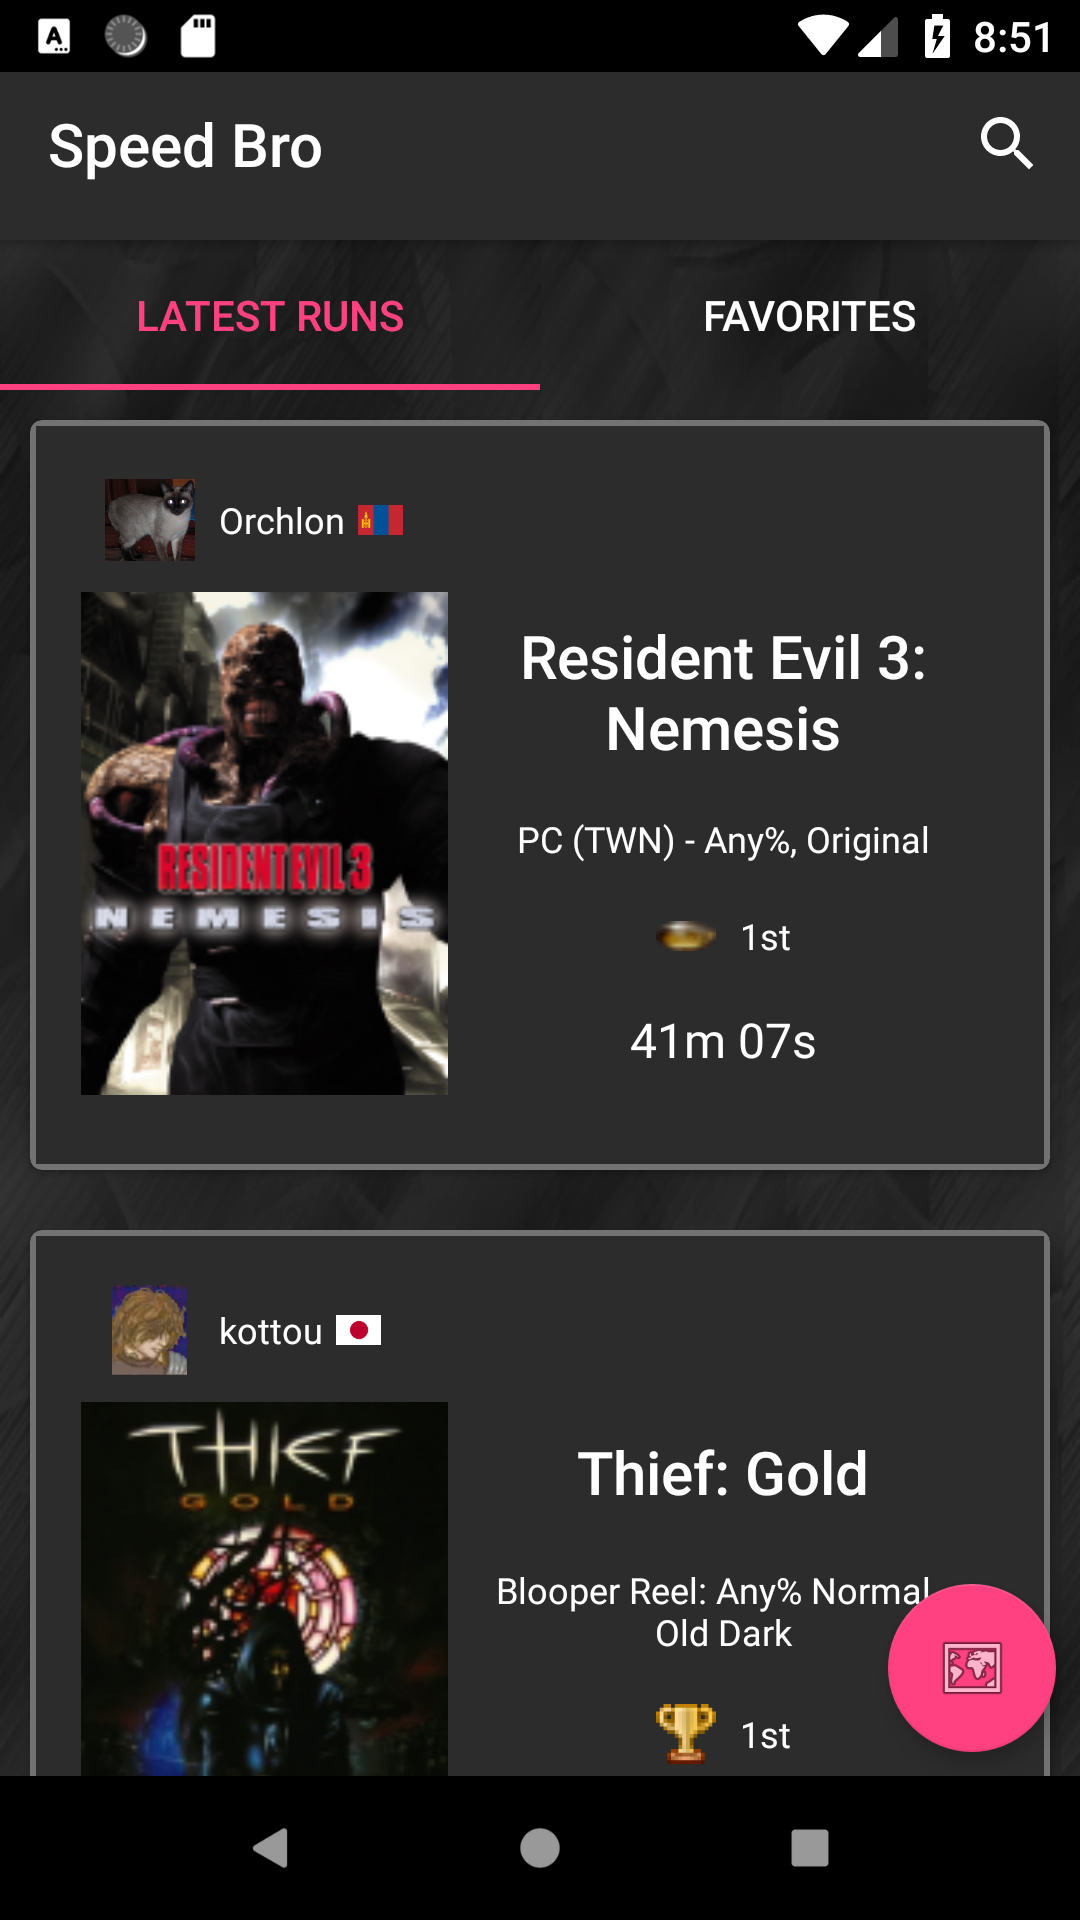 8:51
Speed Bro
LATEST RUNS
FAVORITES
Orchlon
RESIDENT EVIL 3
NEMESIS
Resident Evil 3:
Nemesis
PC (TWN) - Any%, Original
1st
41m 07s
kottou
THIEF
GOLD
Thief: Gold
Blooper Reel: Any% Normal,
Old Dark
1st